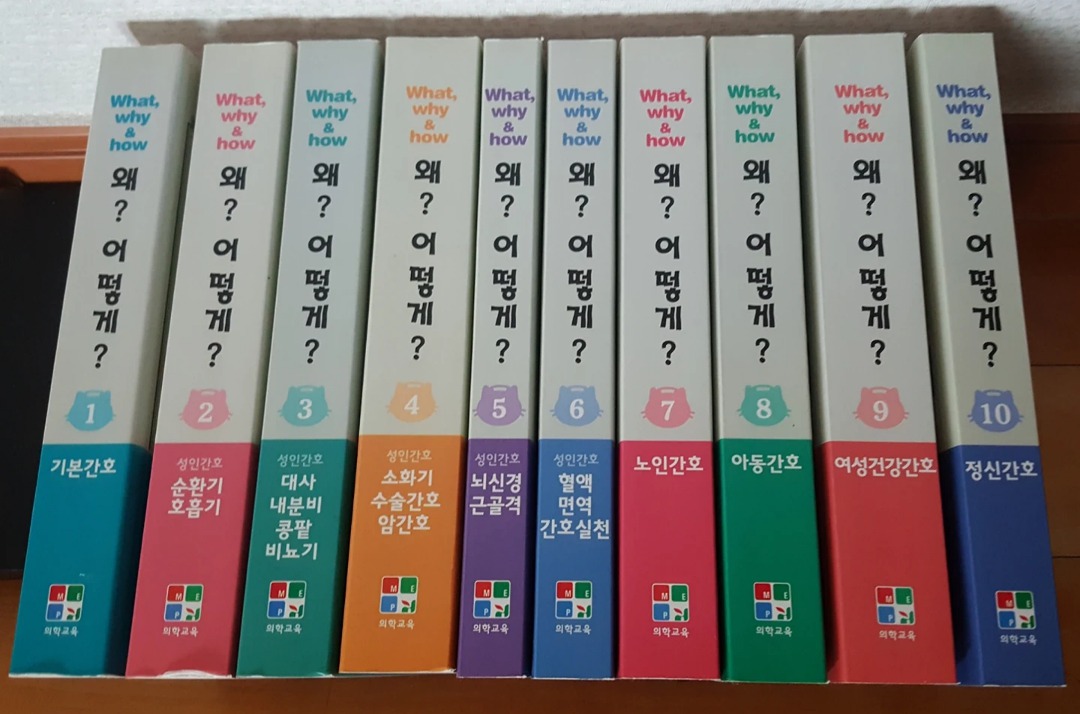 What,
why
&
how
왜? 어떻게?
1
기본간호
M E
P
의학교육
What,
why
&
how
왜? 어떻게?
2
성인간호
순환기
호흡기
M E
P
의학교육
What,
why
&
how
왜? 어떻게?
3
성인간호
대사
내분비
콩팥
비뇨기
M E
P
의학교육
What,
why
&
how
왜? 어떻게?
4
성인간호
소화기
수술간호
암간호
M E
P
의학교육
What,
why
&
how
왜? 어떻게?
5
성인간호
뇌신경
근골격
M E
P
의학교육
What,
why
&
how
왜? 어떻게?
6
성인간호
혈액
면역
간호실천
M E
P
의학교육
What,
why
&
how
왜? 어떻게?
7
노인간호
M E
P
의학교육
What,
why
&
how
왜? 어떻게?
8
아동간호
M E
P
의학교육
What,
why
&
how
왜? 어떻게?
9
여성건강간호
M E
P
의학교육
What,
why
&
how
왜? 어떻게?
10
정신간호
M E
P
의학교육